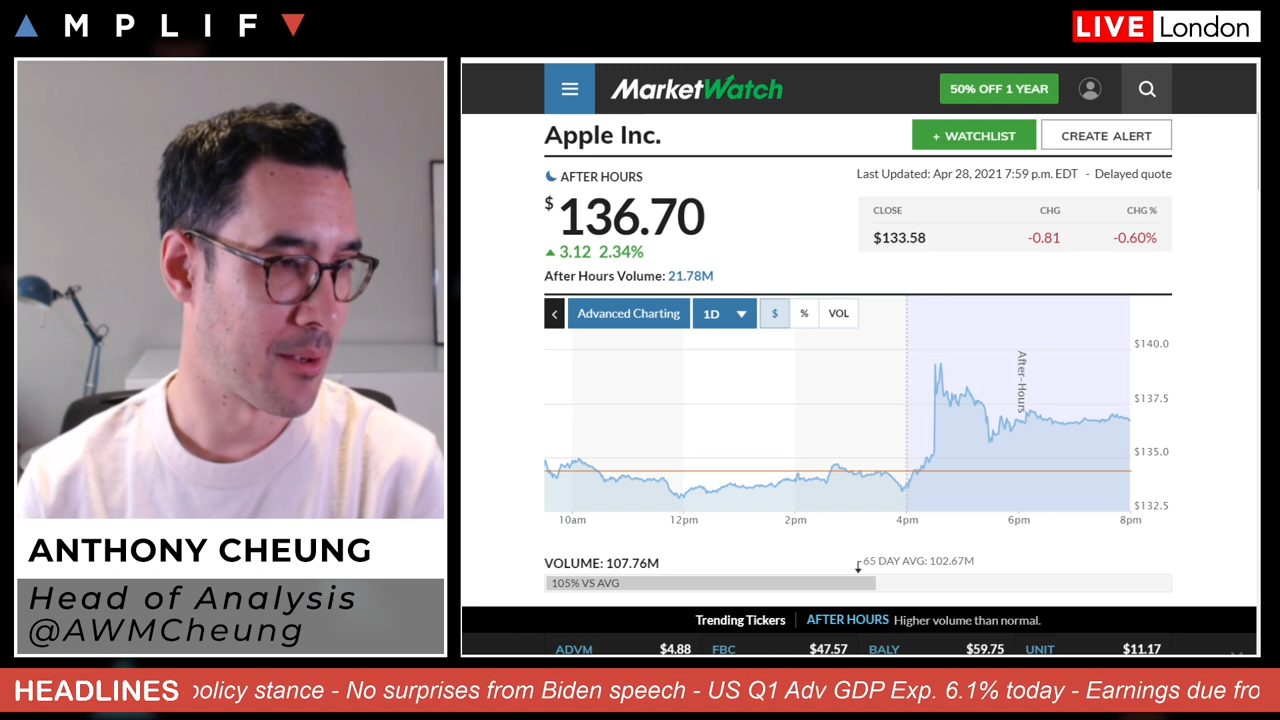 MPLIF
LIVE London
MarketWatch
50% OFF 1 YEAR
Apple Inc.
+ WATCHLIST
CREATE ALERT
AFTER HOURS
Last Updated: Apr 28, 2021 7:59 p.m. EDT - Delayed quote
$136.70
3.12 2.34%
CLOSE CHG CHG %
$133.58 -0.81 -0.60%
After Hours Volume: 21.78M
Advanced Charting 1D $ % VOL
$140.0
After-Hours
$137.5
$135.0
$132.5
10am 12pm 2pm 4pm 6pm 8pm
VOLUME: 107.76M
65 DAY AVG: 102.67M
105% VS AVG
Trending Tickers AFTER HOURS Higher volume than normal.
ADVM $4.88 FBC $47.57 BALY $59.75 UNIT $11.17
ANTHONY CHEUNG
Head of Analysis
@AWMCheung
HEADLINES policy stance - No surprises from Biden speech - US Q1 Adv GDP Exp. 6.1% today - Earnings due fro